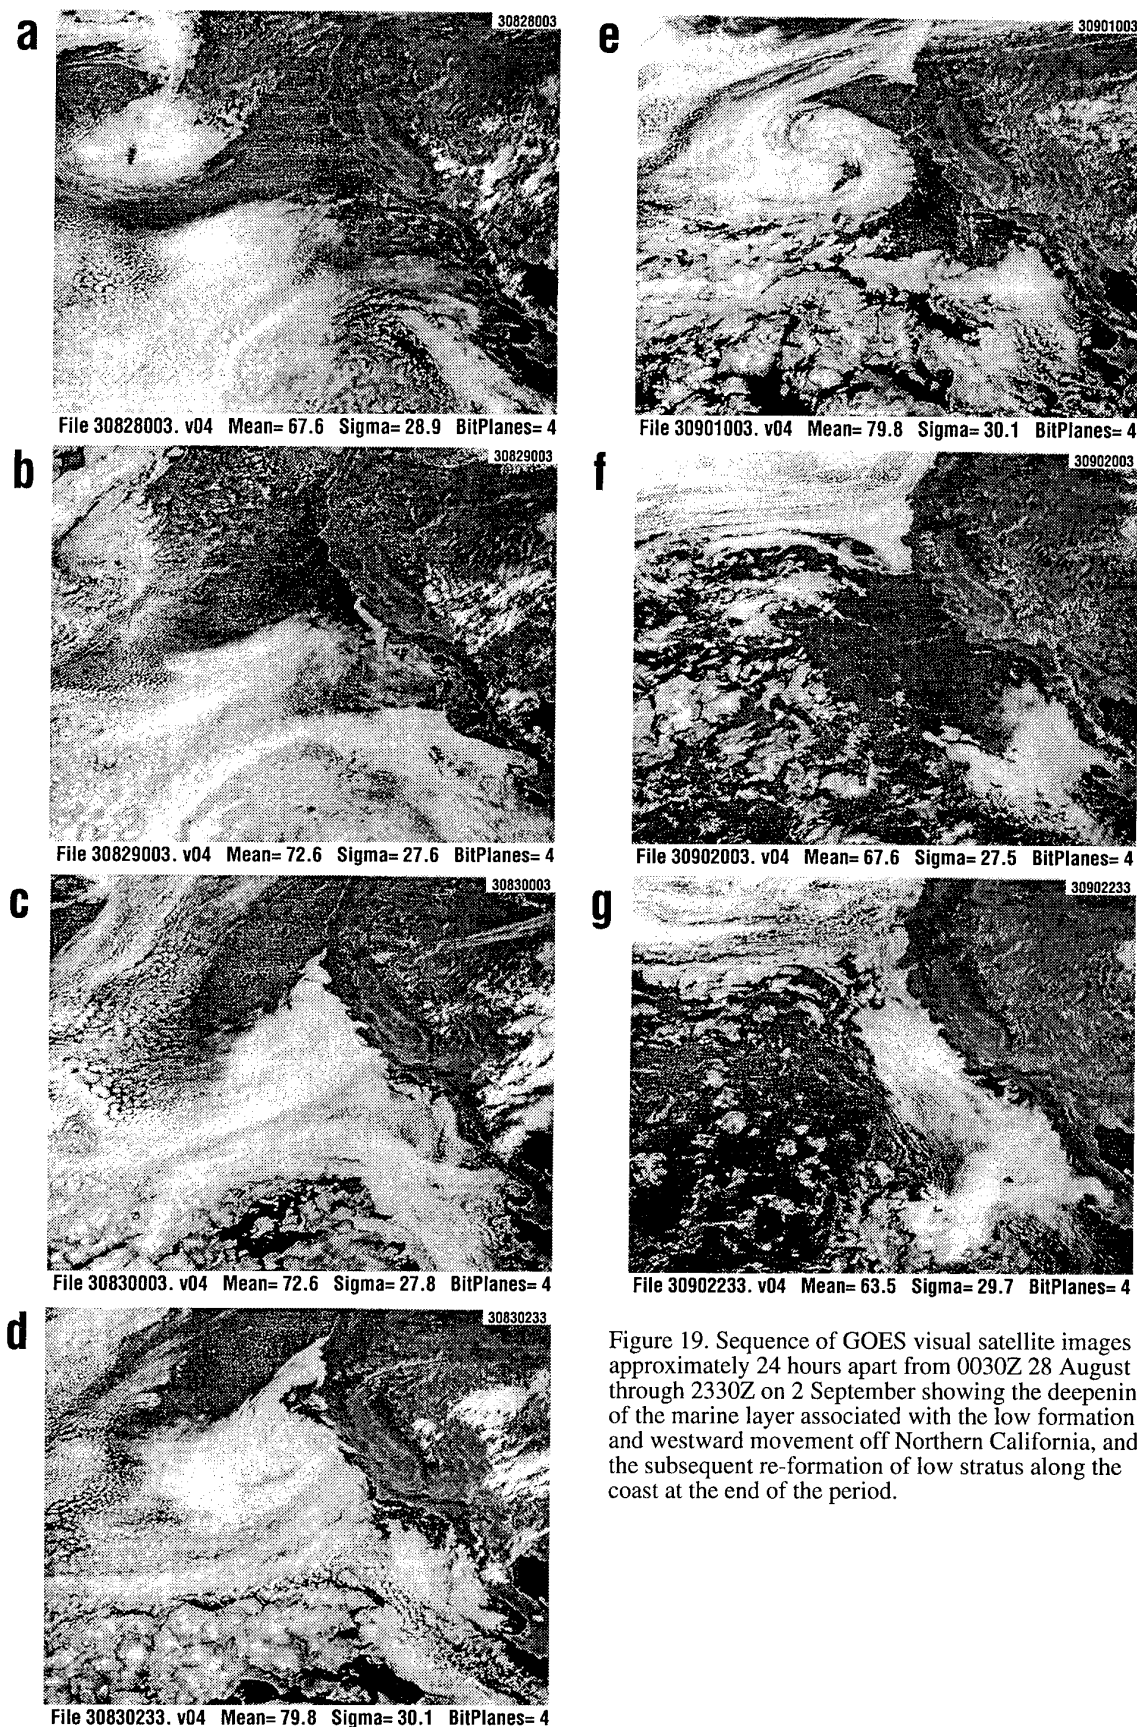 a
30828003
File 30828003. v04 Mean= 67.6 Sigma= 28.9 BitPlanes= 4
b
30829003
File 30829003. v04 Mean= 72.6 Sigma= 27.6 BitPlanes= 4
c
30830003
File 30830003. v04 Mean= 72.6 Sigma= 27.8 BitPlanes= 4
d
30830233
File 30830233. v04 Mean= 79.8 Sigma= 30.1 BitPlanes= 4
e
30901003
File 30901003. v04 Mean= 79.8 Sigma= 30.1 BitPlanes= 4
f
30902003
File 30902003. v04 Mean= 67.6 Sigma= 27.5 BitPlanes= 4
g
30902233
File 30902233. v04 Mean= 63.5 Sigma= 29.7 BitPlanes= 4
Figure 19. Sequence of GOES visual satellite images
approximately 24 hours apart from 0030Z 28 August
through 2330Z on 2 September showing the deepenin
of the marine layer associated with the low formation
and westward movement off Northern California, and
the subsequent re-formation of low stratus along the
coast at the end of the period.